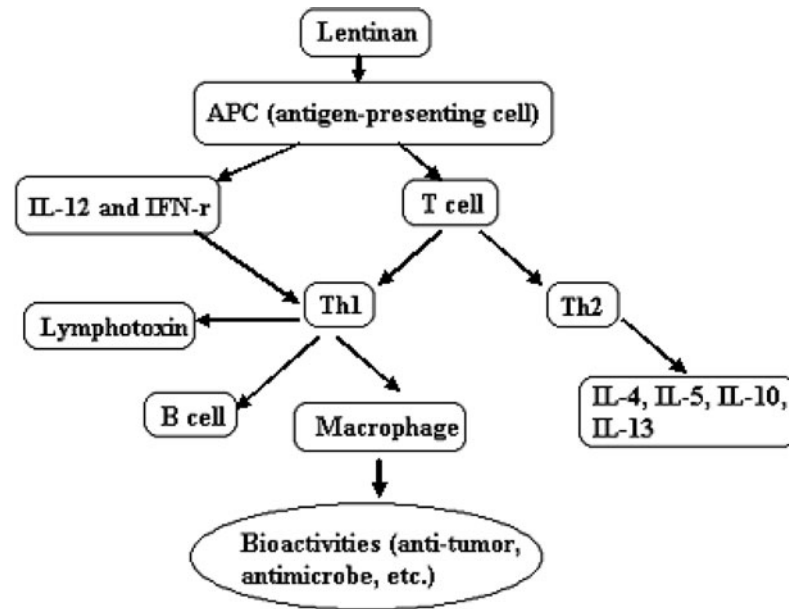 Lentinan
APC (antigen-presenting cell)
IL-12 and IFN-r
T cell
Th1
Th2
Lymphotoxin
B cell
Macrophage
IL-4, IL-5, IL-10,
IL-13
Bioactivities (anti-tumor,
antimicrobe, etc.)